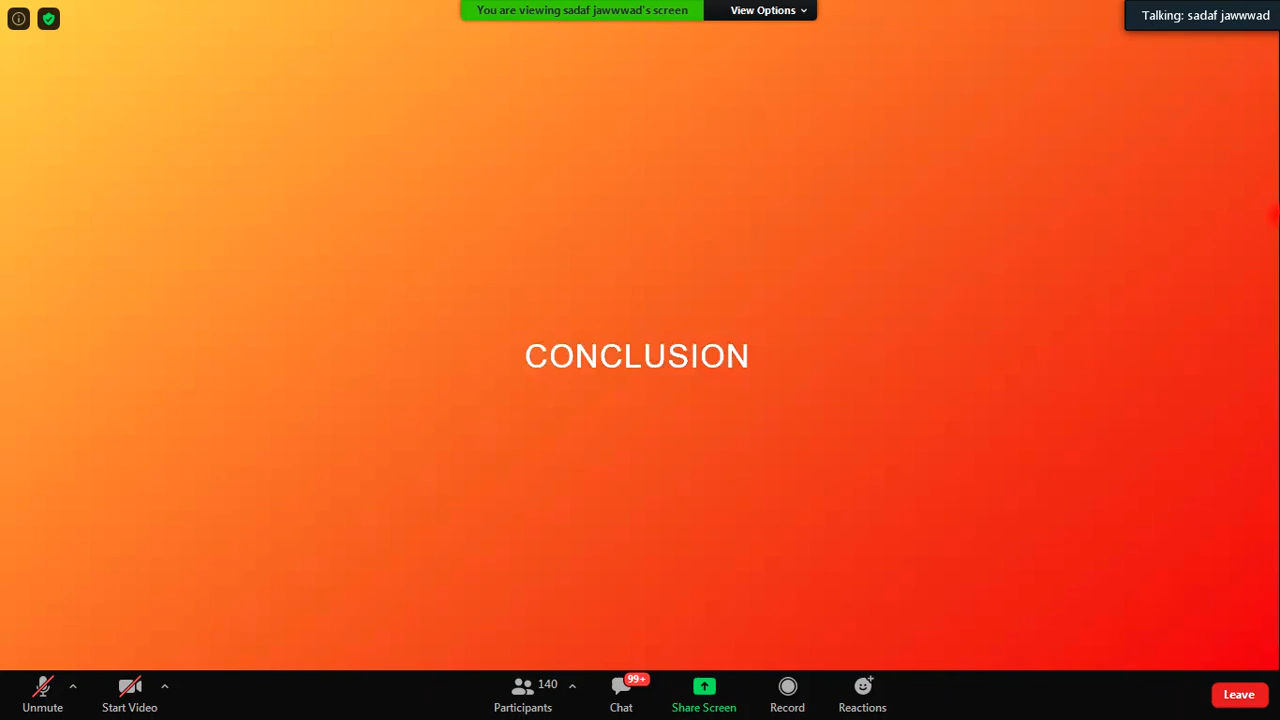 You are viewing sadaf jawwwad's screen
View Options
Talking: sadaf jawwwad
CONCLUSION
Unmute
Start Video
140
Participants
99+
Chat
Share Screen
Record
Reactions
Leave